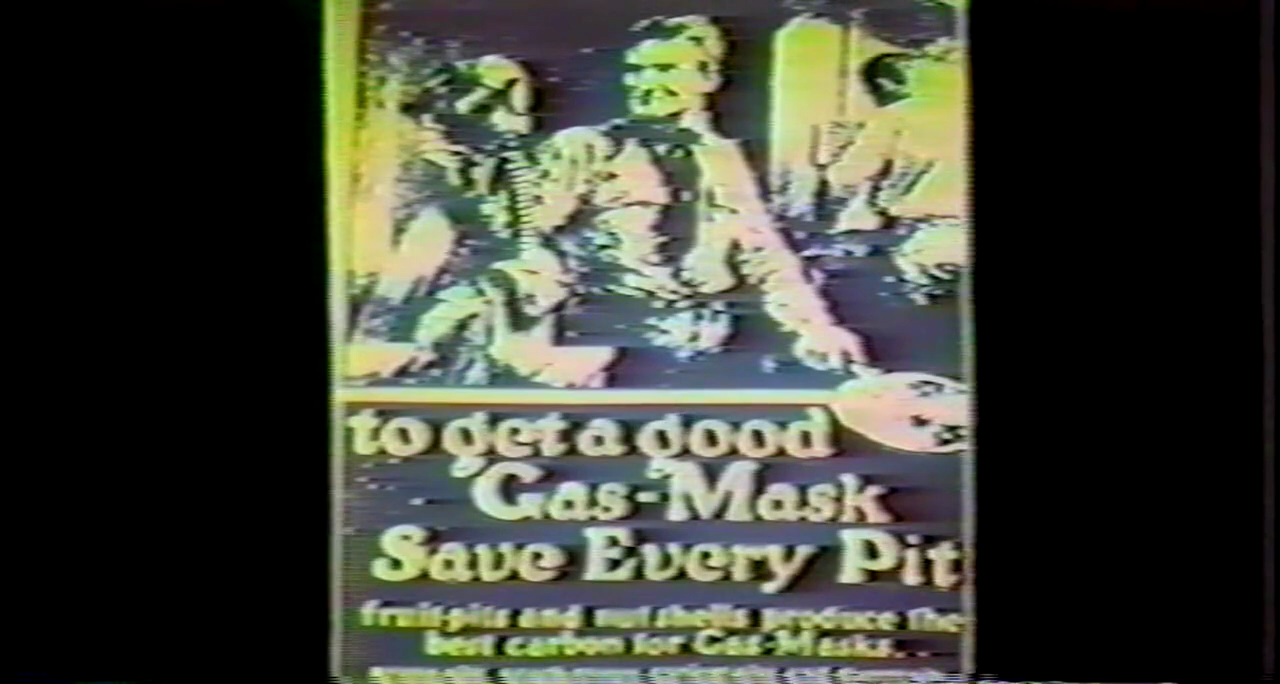 to get a good
Gas-Mask
Save Every Pit
fruit-pits and nut shells produce the
best carbon for Gas-Masks...